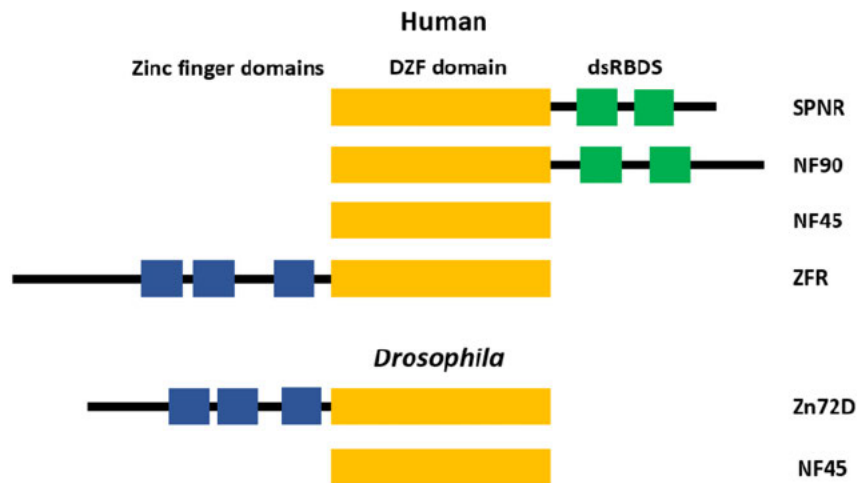 Human
Zinc finger domains DZF domain dsRBDS
SPNR
NF90
NF45
ZFR
Drosophila
Zn72D
NF45